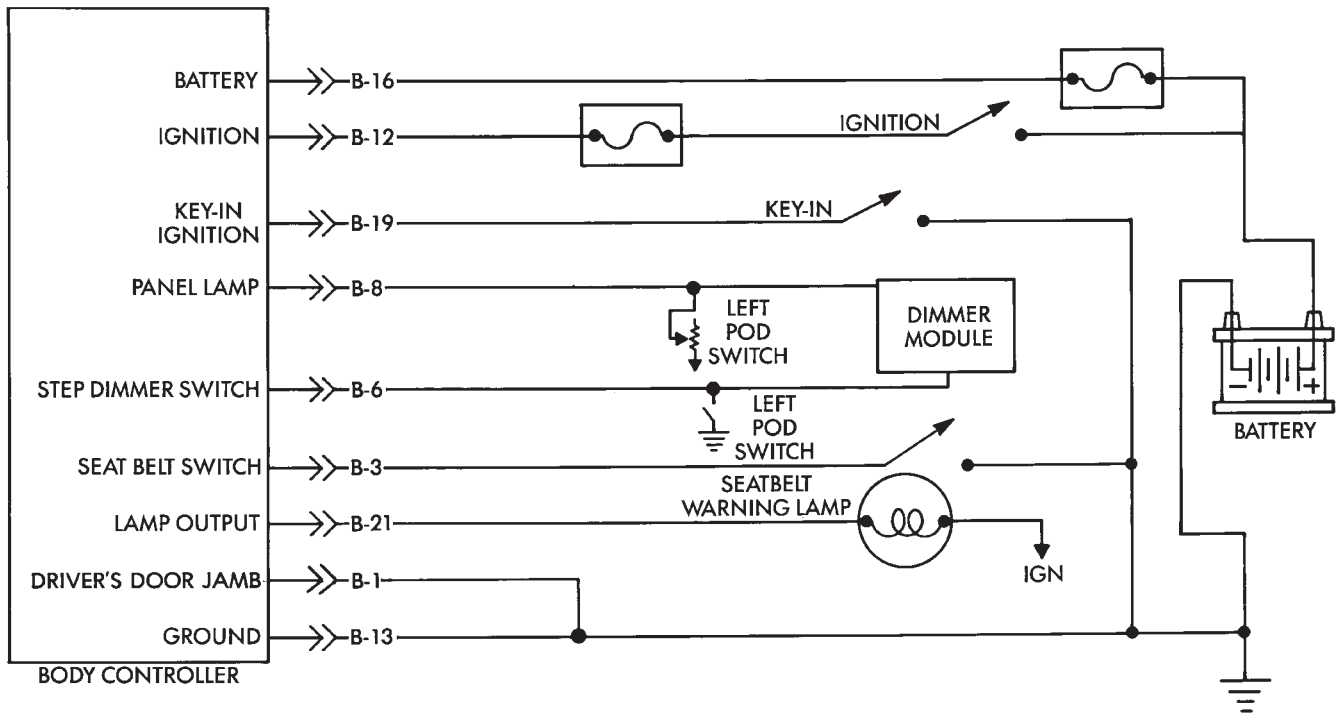 BATTERY
B-16
IGNITION
B-12
IGNITION
KEY-IN
IGNITION
B-19
KEY-IN
PANEL LAMP
B-8
LEFT
POD
SWITCH
DIMMER
MODULE
STEP DIMMER SWITCH
B-6
LEFT
POD
SWITCH
- +
BATTERY
SEAT BELT SWITCH
B-3
SEATBELT
WARNING LAMP
LAMP OUTPUT
B-21
IGN
DRIVER'S DOOR JAMB
B-1
GROUND
B-13
BODY CONTROLLER